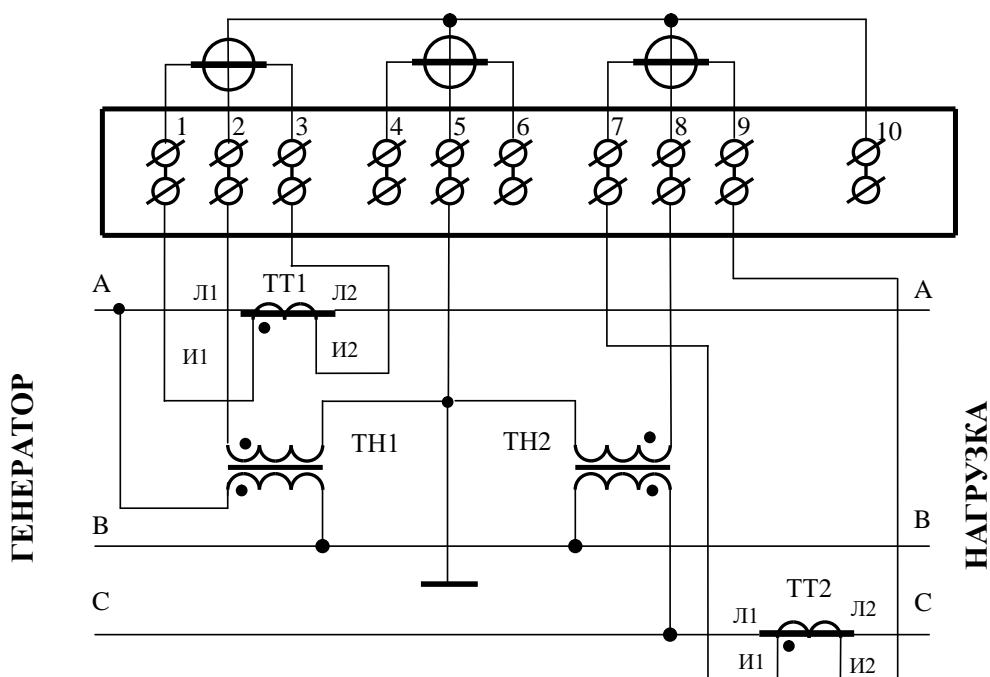 1 2 3 4 5 6 7 8 9 10
А ТТ1 А
Л1 Л2
И1 И2
ГЕНЕРАТОР
НАГРУЗКА
ТН1 ТН2
В В
С С
ТТ2
Л1 Л2
И1 И2